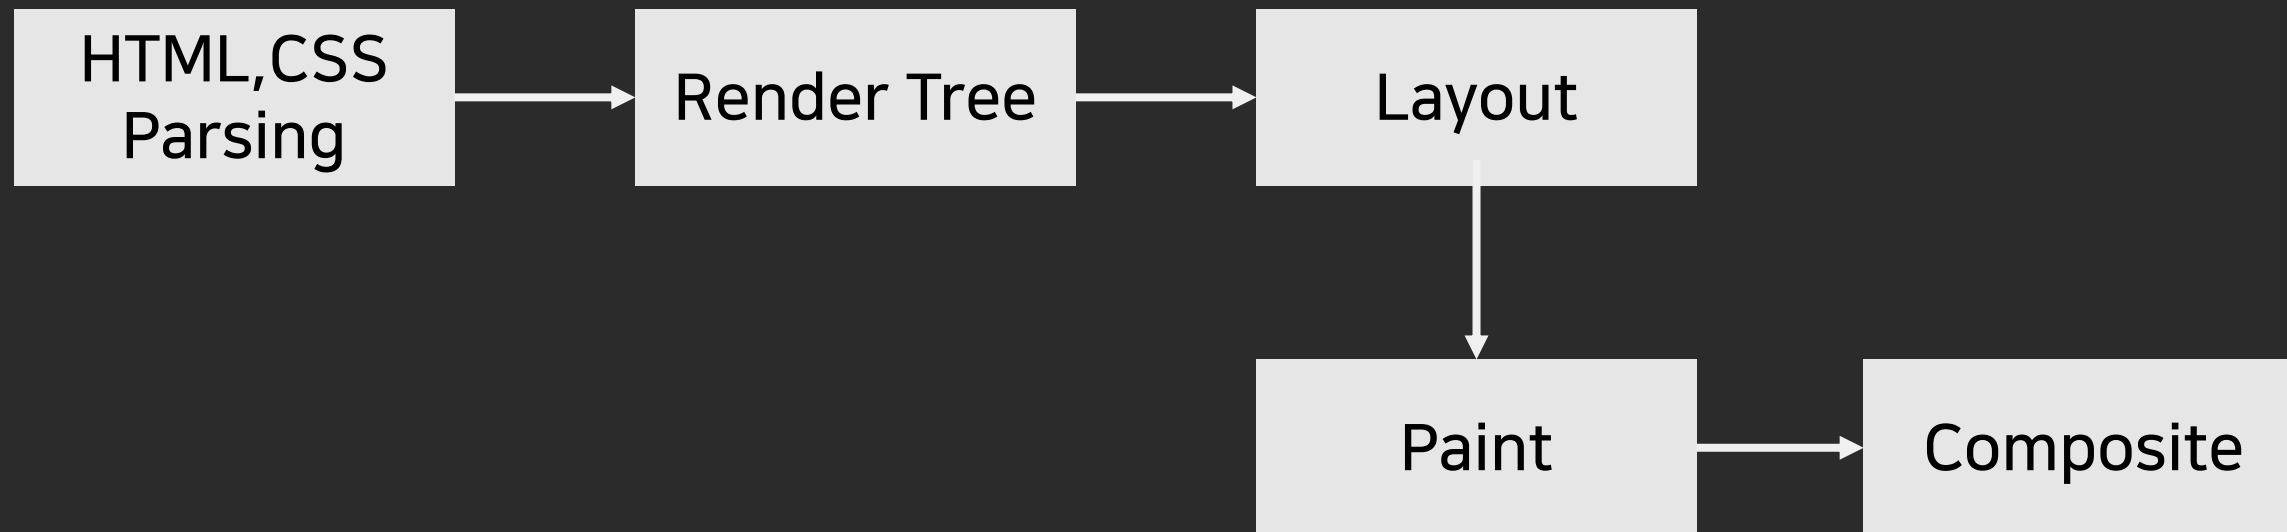 HTML,CSS
Parsing
Render Tree
Layout
Paint
Composite